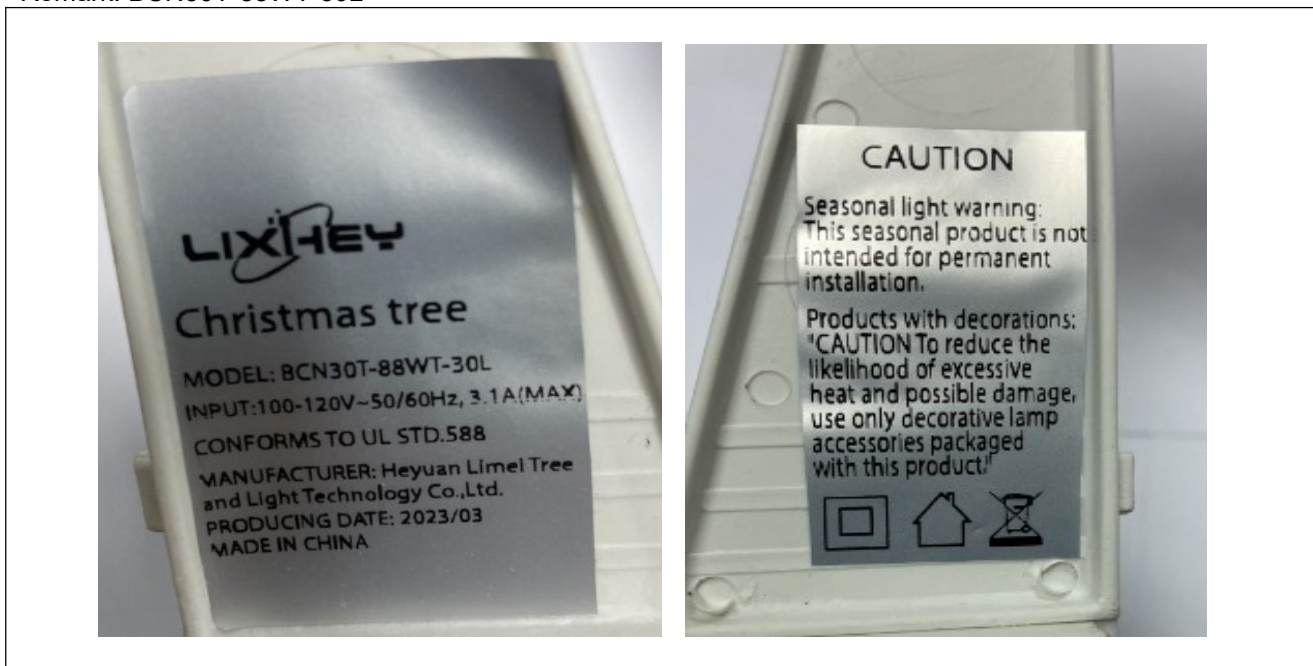 LIXHEY
Christmas tree
MODEL: BCN30T-88WT-30L
INPUT:100-120V~50/60Hz, 3.1A(MAX)
CONFORMS TO UL STD.588
MANUFACTURER: Heyuan Limei Tree
and Light Technology Co.,Ltd.
PRODUCING DATE: 2023/03
MADE IN CHINA
CAUTION
Seasonal light warning:
This seasonal product is not
intended for permanent
installation.
Products with decorations:
"CAUTION To reduce the
likelihood of excessive
heat and possible damage,
use only decorative lamp
accessories packaged
with this product."